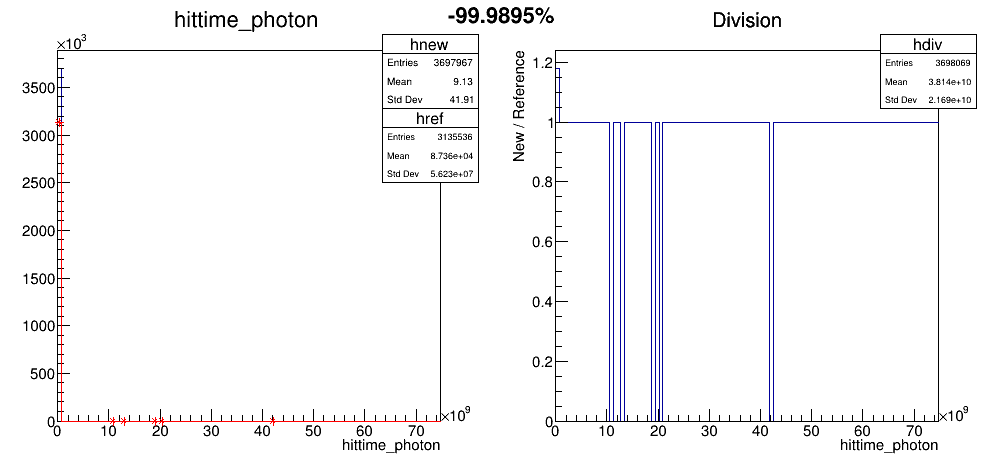 hittime_photon
-99.9895%
Division
×10³
hnew
Entries 3697967
Mean 9.13
Std Dev 41.91
href
Entries 3135536
Mean 8.736e+04
Std Dev 5.623e+07
3500
3000
2500
2000
1500
1000
500
0
0 10 20 30 40 50 60 70
×10⁹
hittime_photon
hdiv
Entries 3698069
Mean 3.814e+10
Std Dev 2.169e+10
New / Reference
1.2
1
0.8
0.6
0.4
0.2
0
0 10 20 30 40 50 60 70
×10⁹
hittime_photon